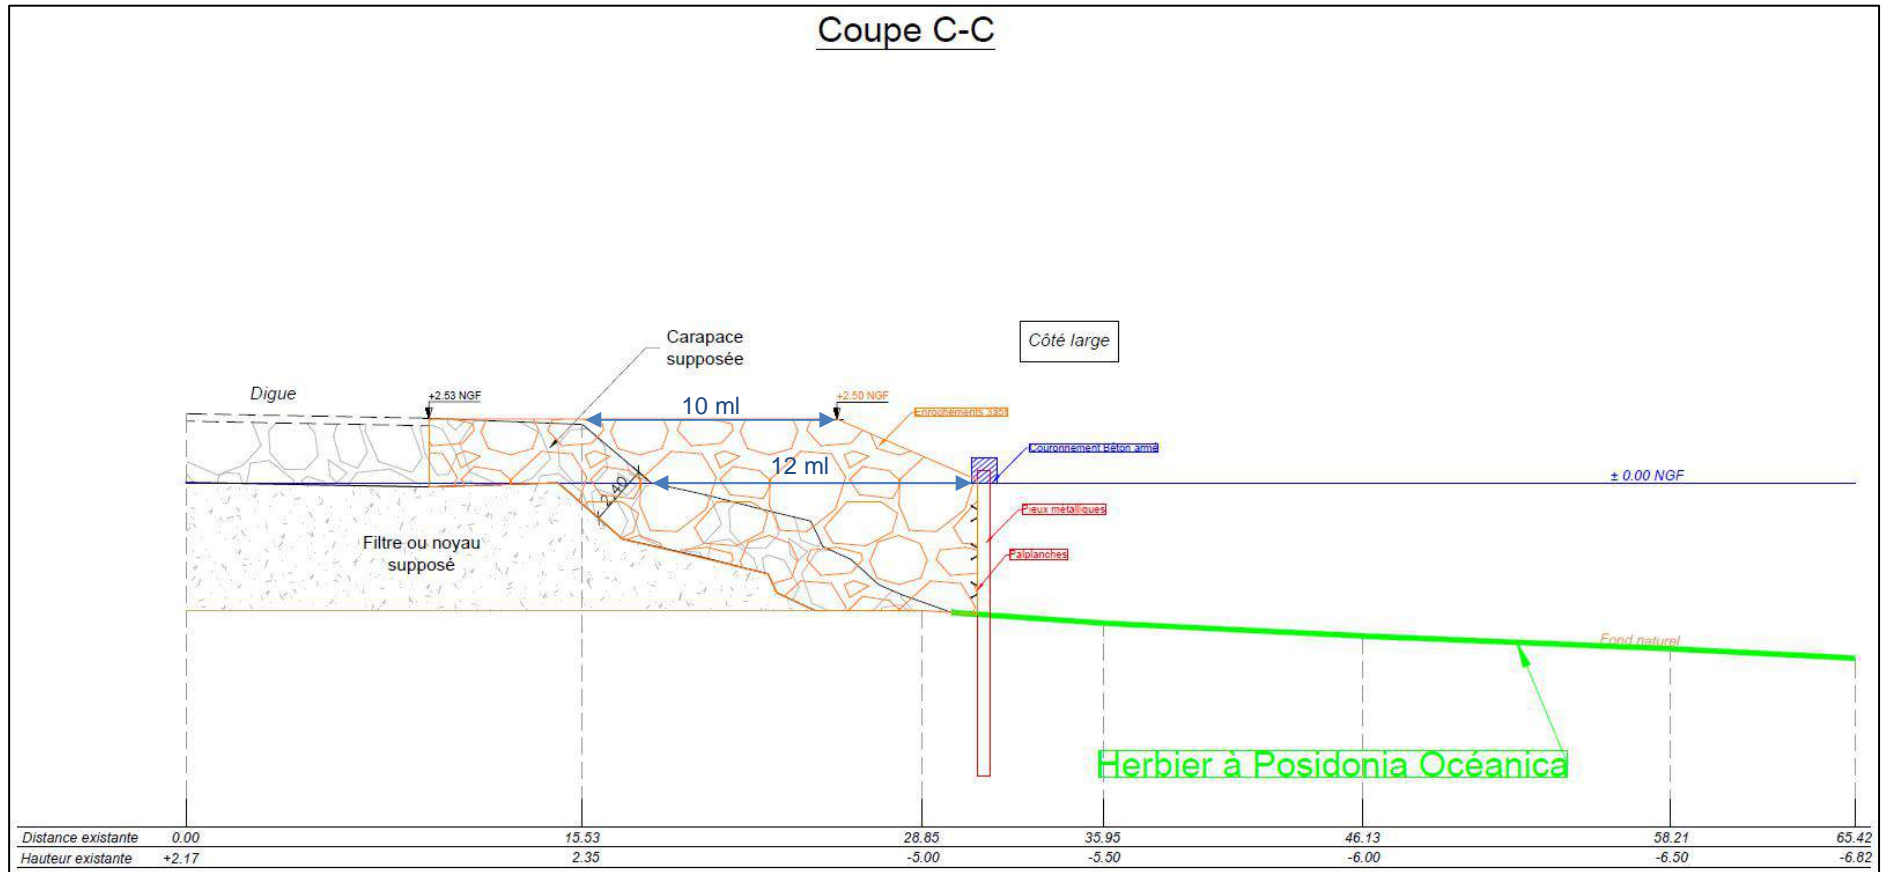 Coupe C-C
Carapace
supposée
Côté large
Digue
+2.53 NGF
10 ml
+2.50 NGF
Enrochements 3a5t
Couronnement Béton armé
12 ml
± 0.00 NGF
2.40
Pieux métalliques
Filtre ou noyau
supposé
Palplanches
Fond naturel
Herbier à Posidonia Océanica
Distance existante 0.00 15.53 28.85 35.95 46.13 58.21 65.42
Hauteur existante +2.17 2.35 -5.00 -5.50 -6.00 -6.50 -6.82